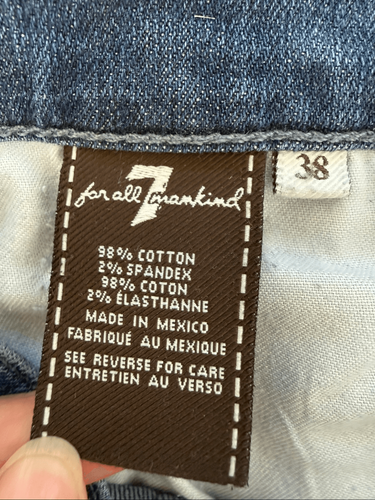 7
for all mankind
38
98% COTTON
2% SPANDEX
98% COTON
2% ÉLASTHANNE
MADE IN MEXICO
FABRIQUÉ AU MEXIQUE
SEE REVERSE FOR CARE
ENTRETIEN AU VERSO